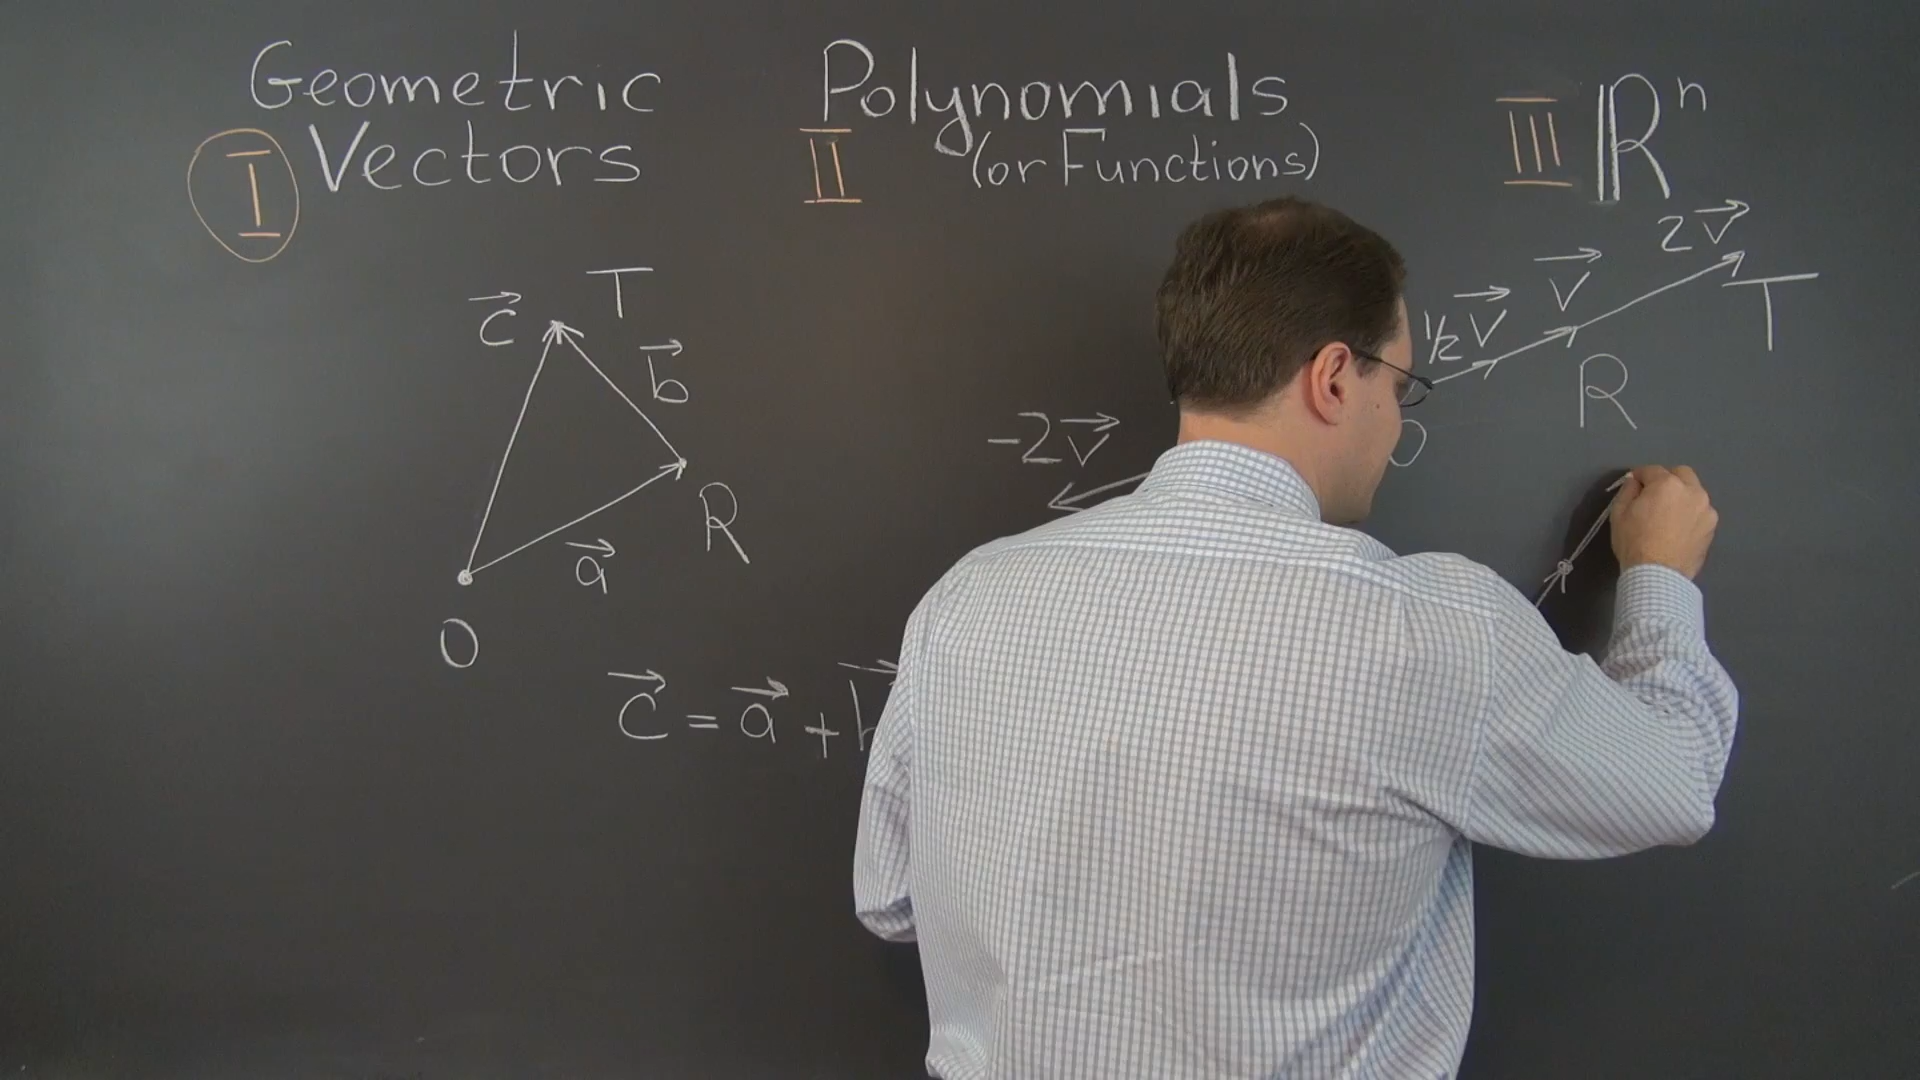 Geometric
I Vectors
Polynomials
II (or Functions)
III ℝⁿ
T
c⃗
b⃗
R
a⃗
O
c⃗ = a⃗ +
2v⃗
v⃗
½v⃗
T
R
O
-2v⃗